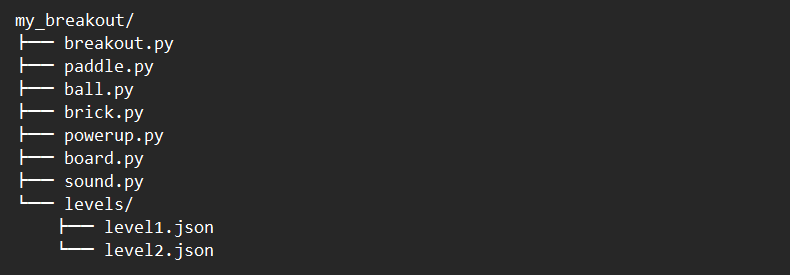 my_breakout/
├── breakout.py
├── paddle.py
├── ball.py
├── brick.py
├── powerup.py
├── board.py
├── sound.py
└── levels/
    ├── level1.json
    └── level2.json